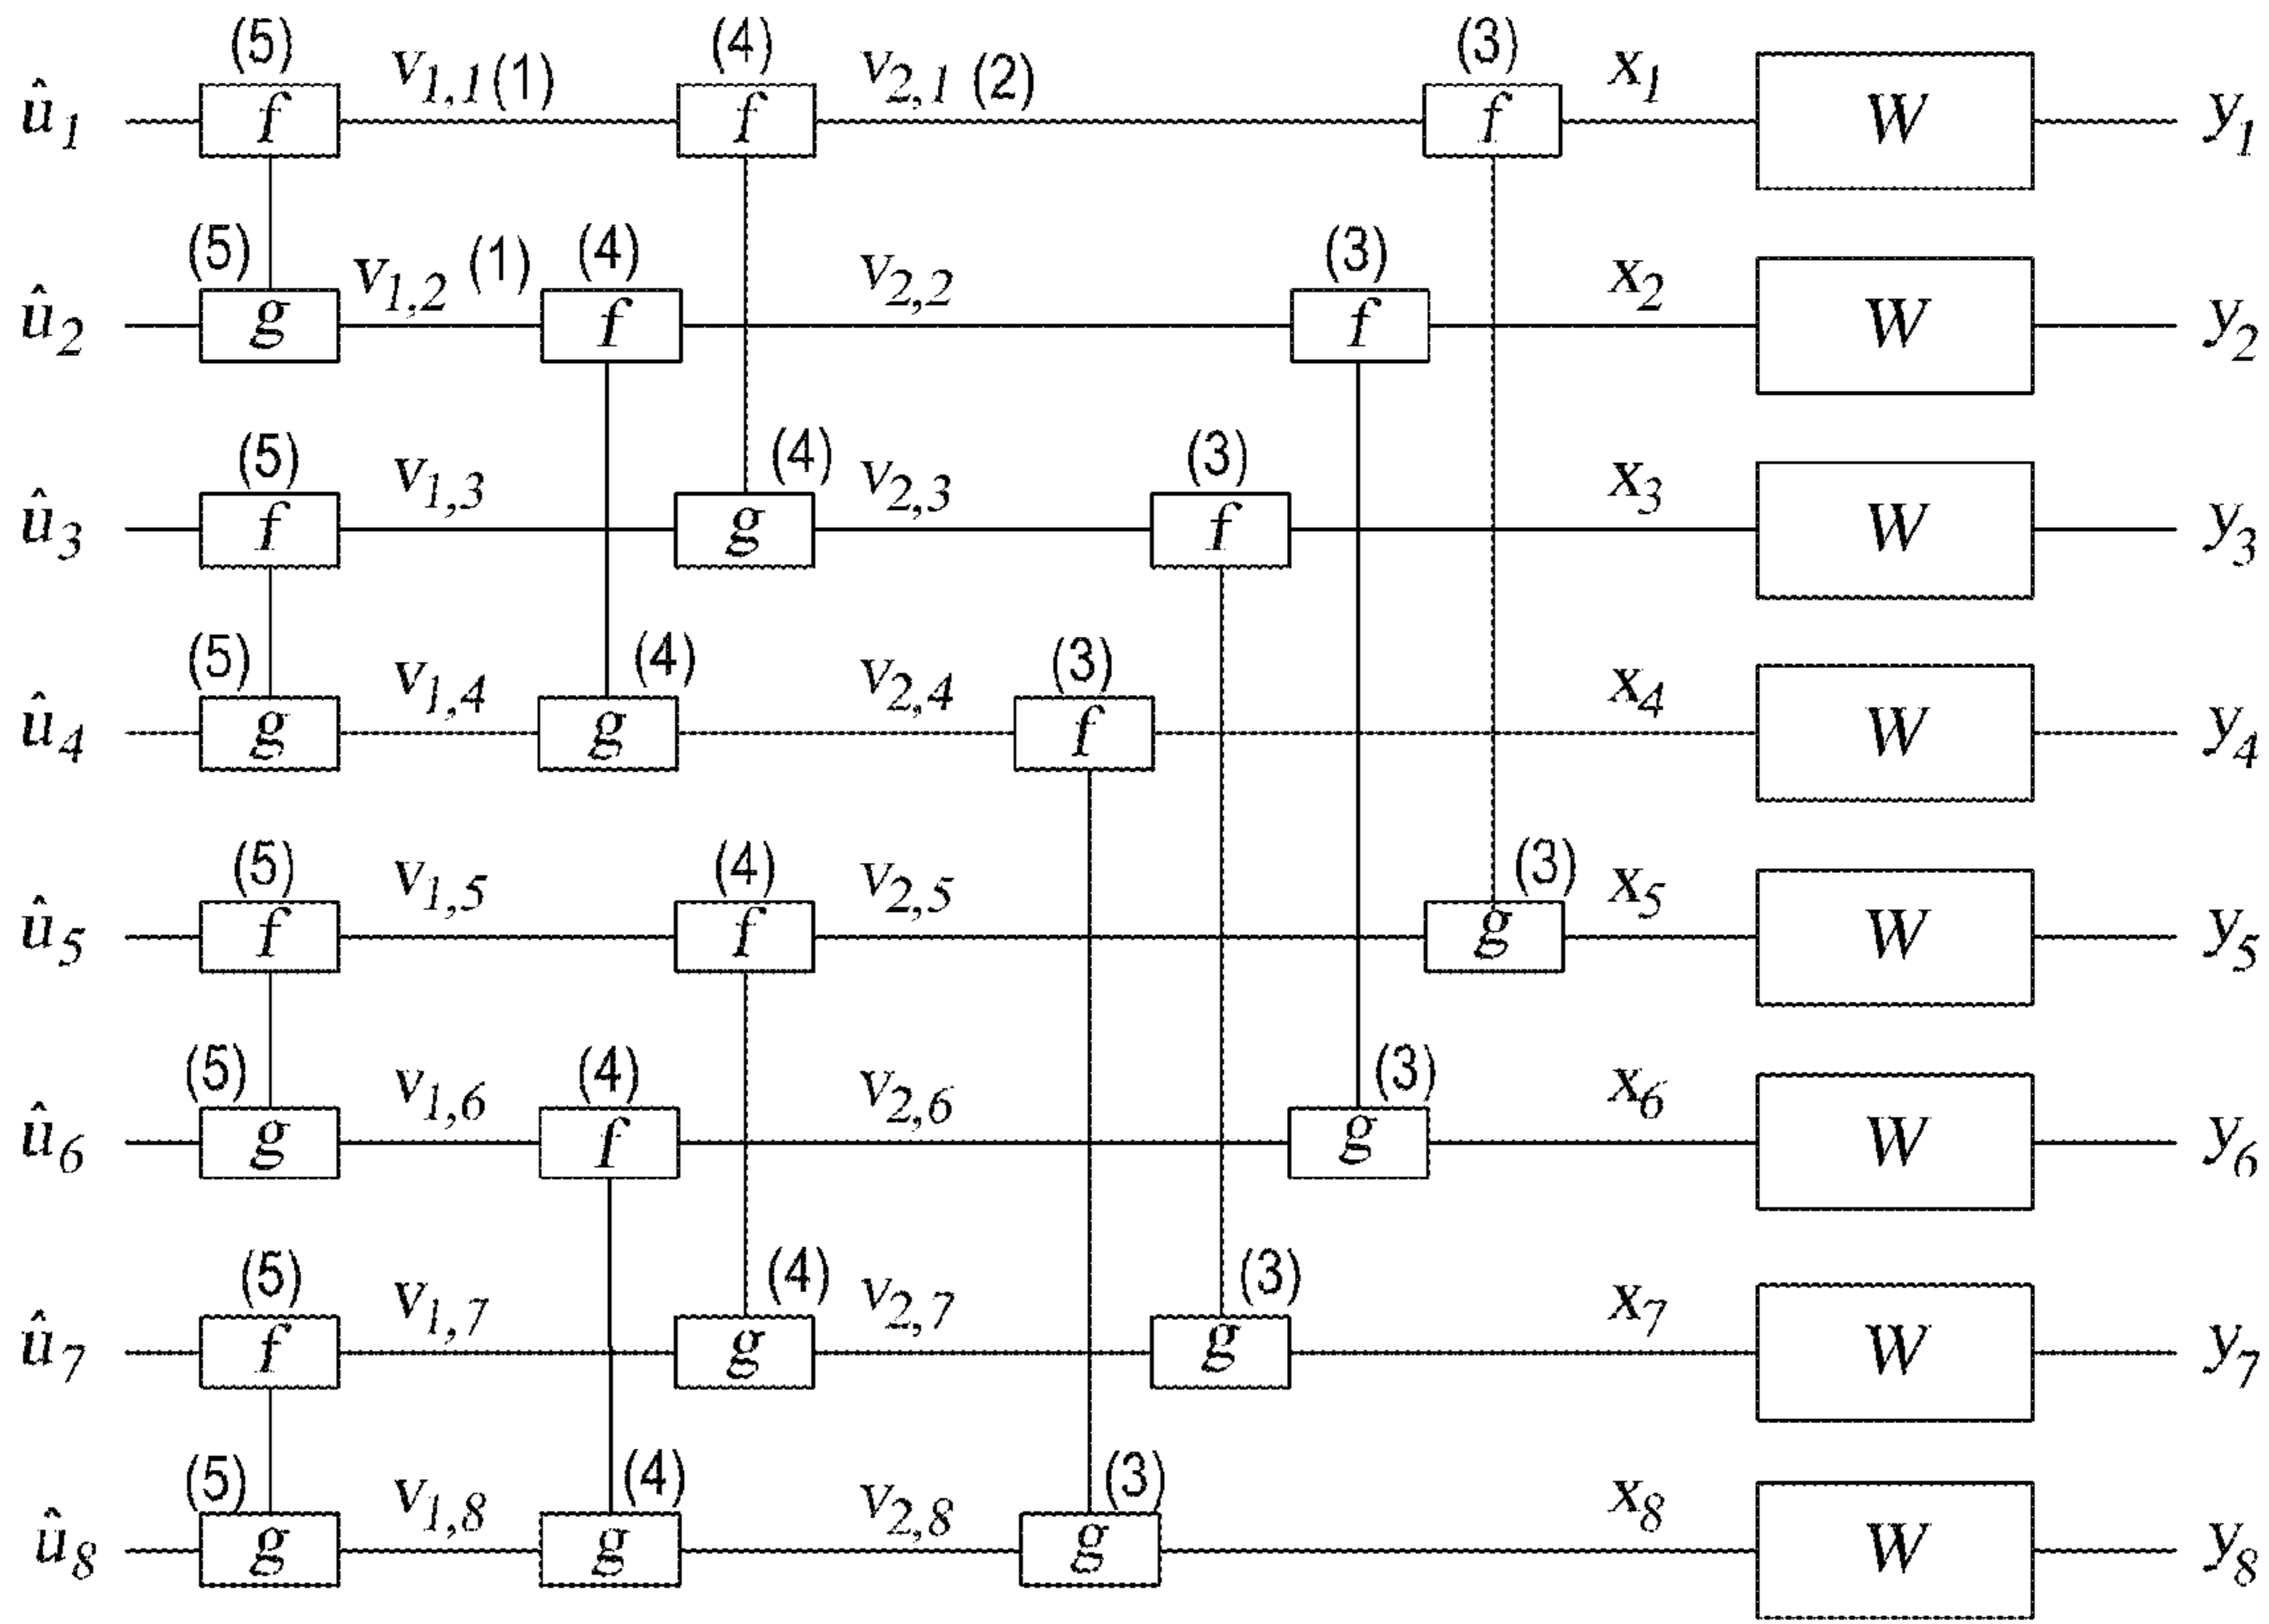 (5) (4) (3)
û1 f v1,1 (1) f v2,1 (2) f x1 W y1
(5) (1) (4) (3)
û2 g v1,2 f v2,2 f x2 W y2
(5) (4) (3)
û3 f v1,3 g v2,3 f x3 W y3
(5) (4) (3)
û4 g v1,4 g v2,4 f x4 W y4
(5) (4) (3)
û5 f v1,5 f v2,5 g x5 W y5
(5) (4) (3)
û6 g v1,6 f v2,6 g x6 W y6
(5) (4) (3)
û7 f v1,7 g v2,7 g x7 W y7
(5) (4) (3)
û8 g v1,8 g v2,8 g x8 W y8